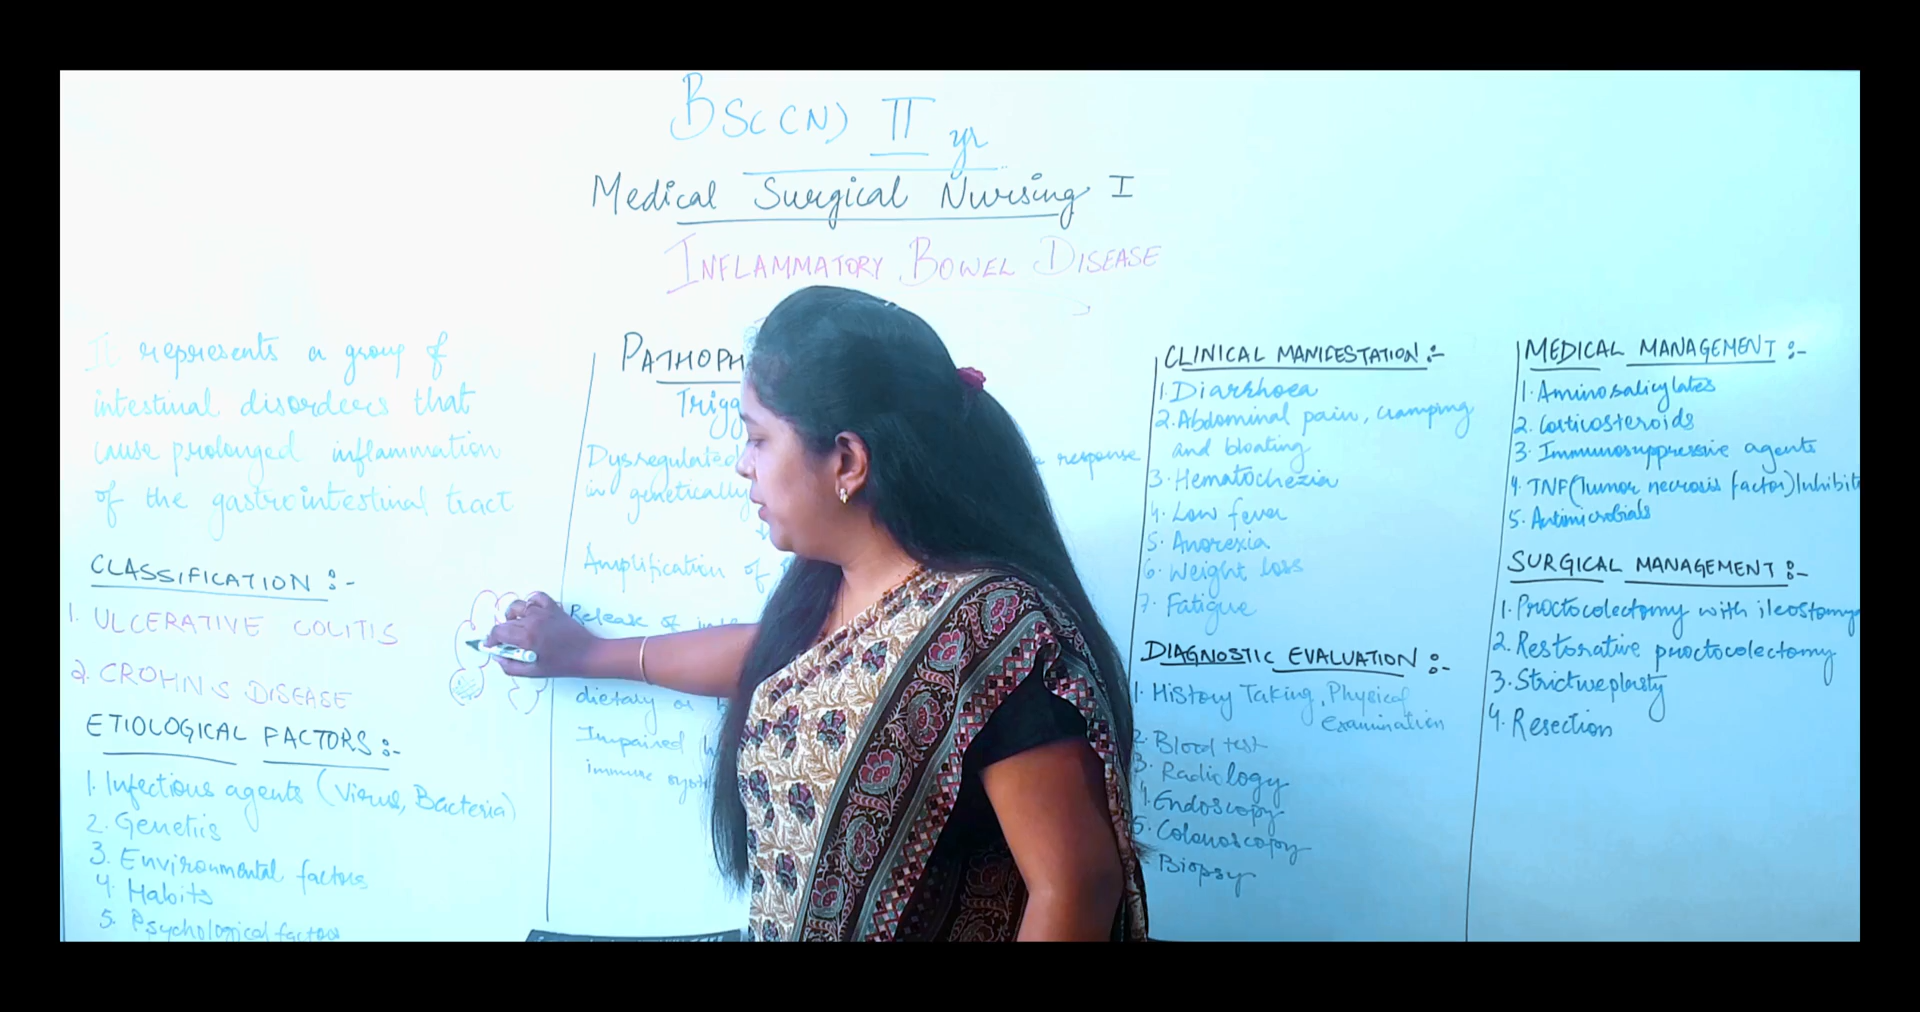 BSc(N) II yr
Medical Surgical Nursing I
INFLAMMATORY BOWEL DISEASE
It represents a group of
intestinal disorders that
cause prolonged inflammation
of the gastrointestinal tract
CLASSIFICATION :-
1. ULCERATIVE COLITIS
2. CROHN'S DISEASE
ETIOLOGICAL FACTORS :-
1. Infectious agents (Virus, Bacteria)
2. Genetics
3. Environmental factors
4. Habits
5. Psychological factors
PATHOPH
Trigg
Dysregulated response
in genetically
Amplification of
Release of
dietary or
Impaired
immune
CLINICAL MANIFESTATION :-
1. Diarrhoea
2. Abdominal pain, cramping
and bloating
3. Hematochezia
4. Low fever
5. Anorexia
6. Weight loss
7. Fatigue
DIAGNOSTIC EVALUATION :-
1. History Taking, Physical
examination
2. Blood test
3. Radiology
4. Endoscopy
5. Colonoscopy
Biopsy
MEDICAL MANAGEMENT :-
1. Aminosalicylates
2. Corticosteroids
3. Immunosuppressive agents
4. TNF (Tumor necrosis factor) Inhibit
5. Antimicrobials
SURGICAL MANAGEMENT :-
1. Proctocolectomy with ileostomy
2. Restorative proctocolectomy
3. Strictureplasty
4. Resection